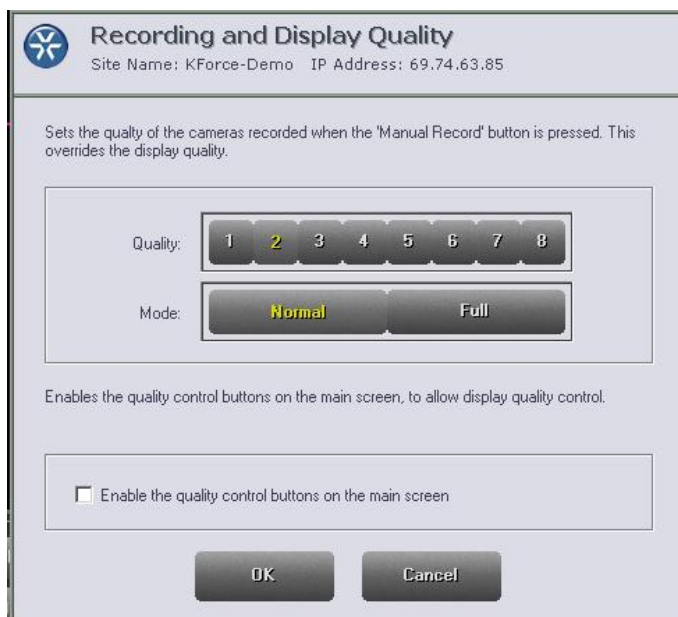 Recording and Display Quality
Site Name: KForce-Demo IP Address: 69.74.63.85
Sets the qualty of the cameras recorded when the 'Manual Record' button is pressed. This
overrides the display quality.
Quality: 1 2 3 4 5 6 7 8
Mode: Normal Full
Enables the quality control buttons on the main screen, to allow display quality control.
Enable the quality control buttons on the main screen
OK Cancel